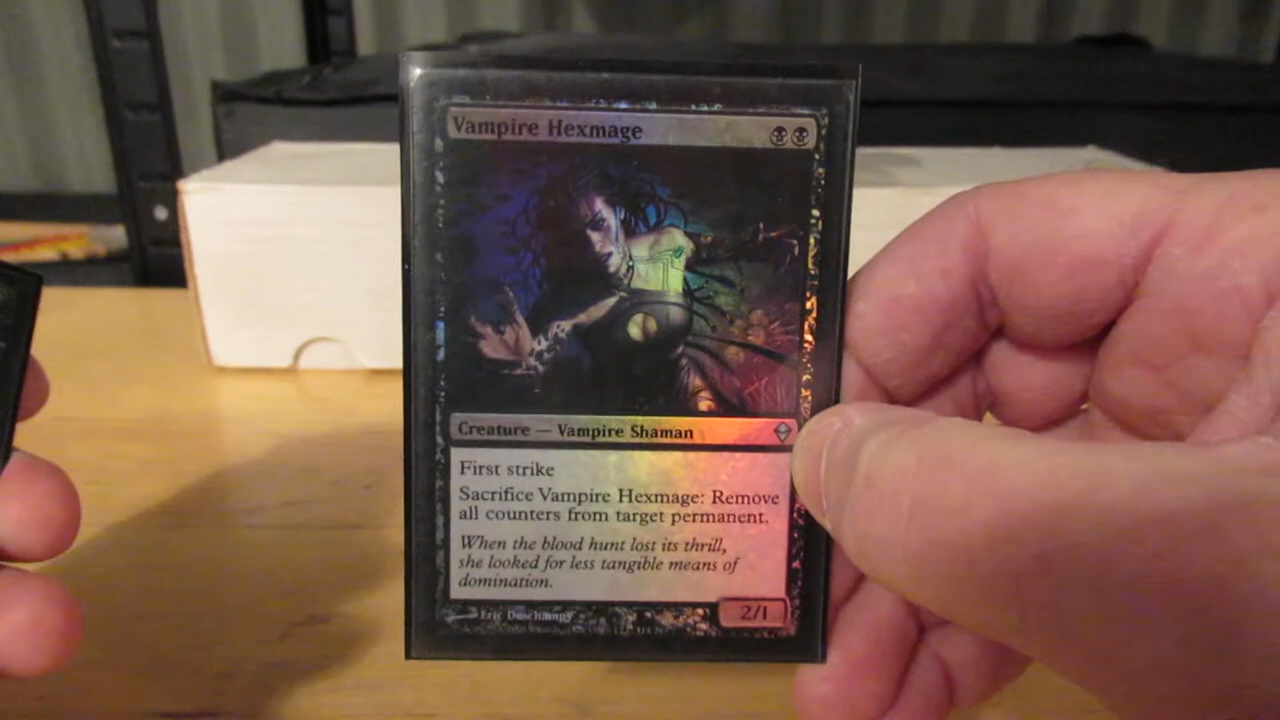 Vampire Hexmage
Creature — Vampire Shaman
First strike
Sacrifice Vampire Hexmage: Remove
all counters from target permanent.
When the blood hunt lost its thrill,
she looked for less tangible means of
domination.
Eric Deschamps
2/1